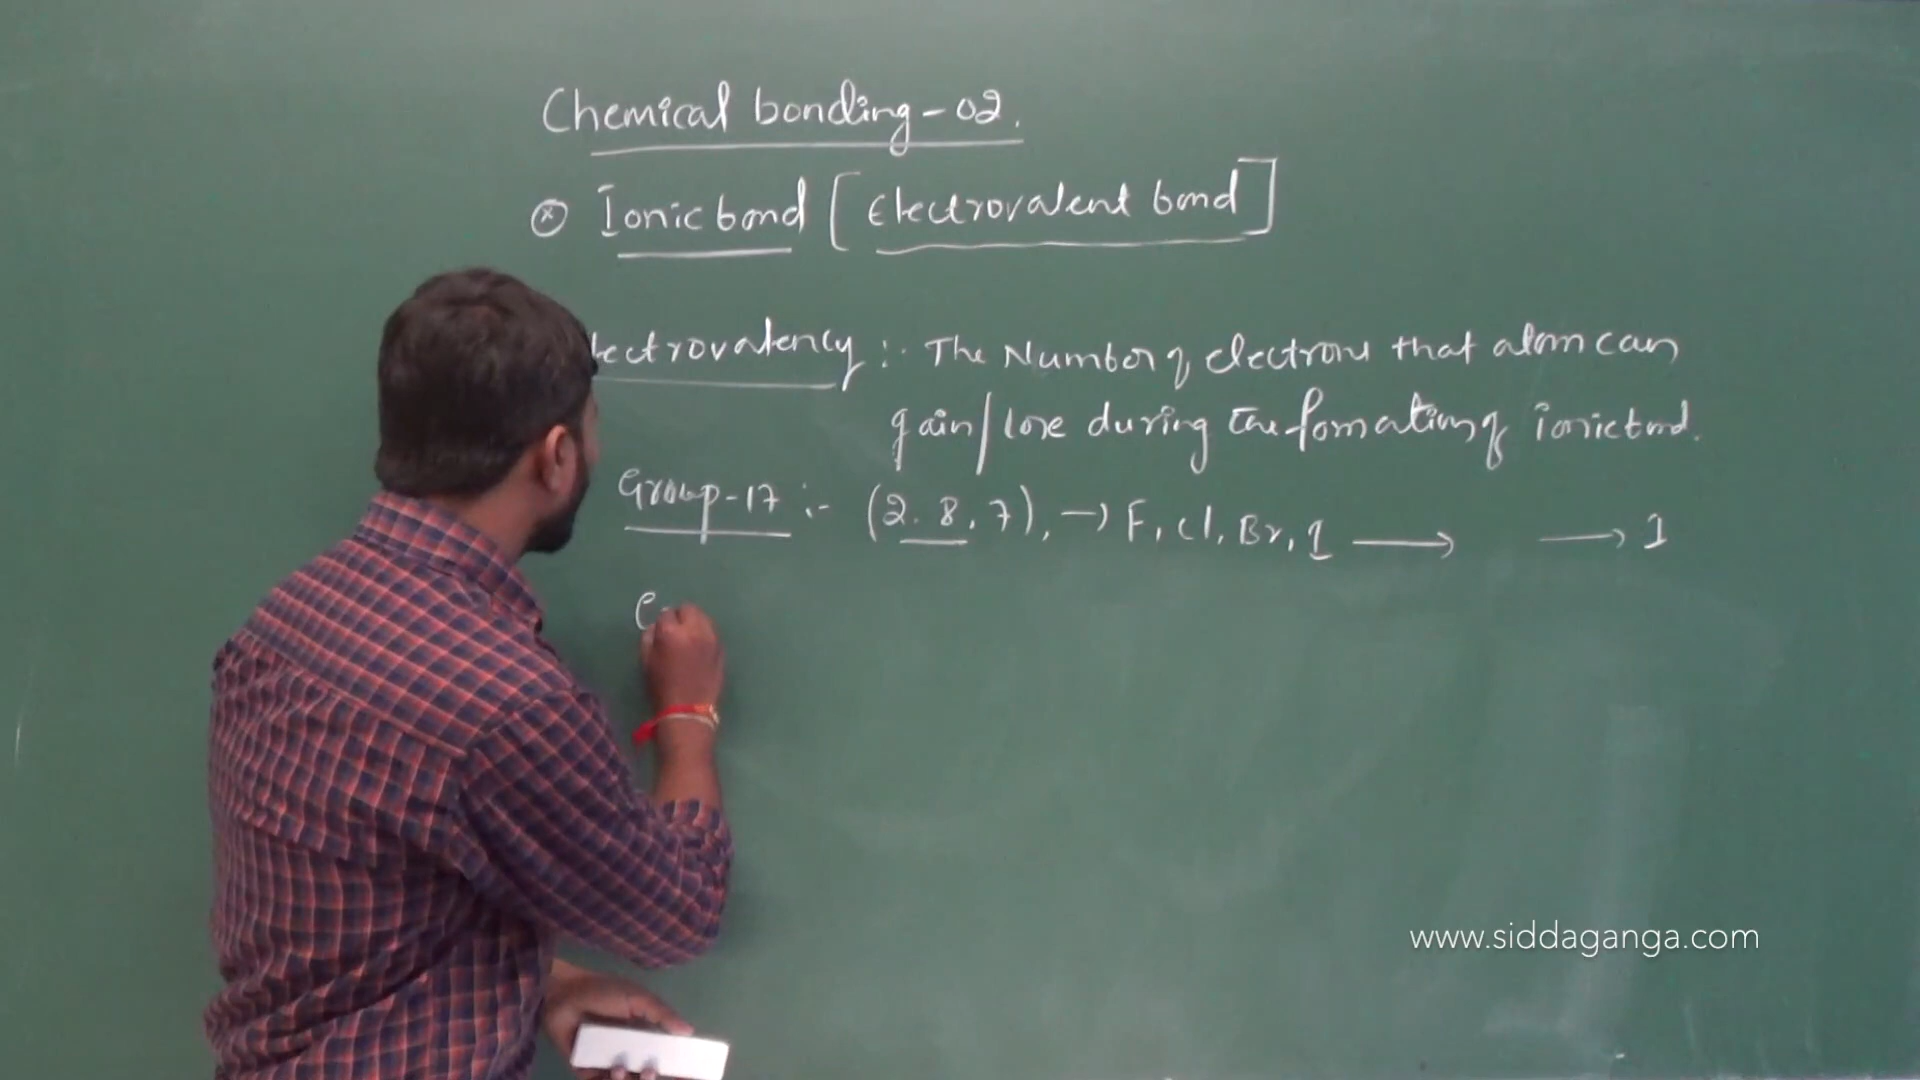 Chemical bonding - 02.
Ionic bond [Electrovalent bond]
lectrovalency :- The Number of electrons that atom can
gain/lose during the formation of ionic bond.
Group-17 :- (2. 8, 7), → F, Cl, Br, I ⟶ ⟶ 1
www.siddaganga.com